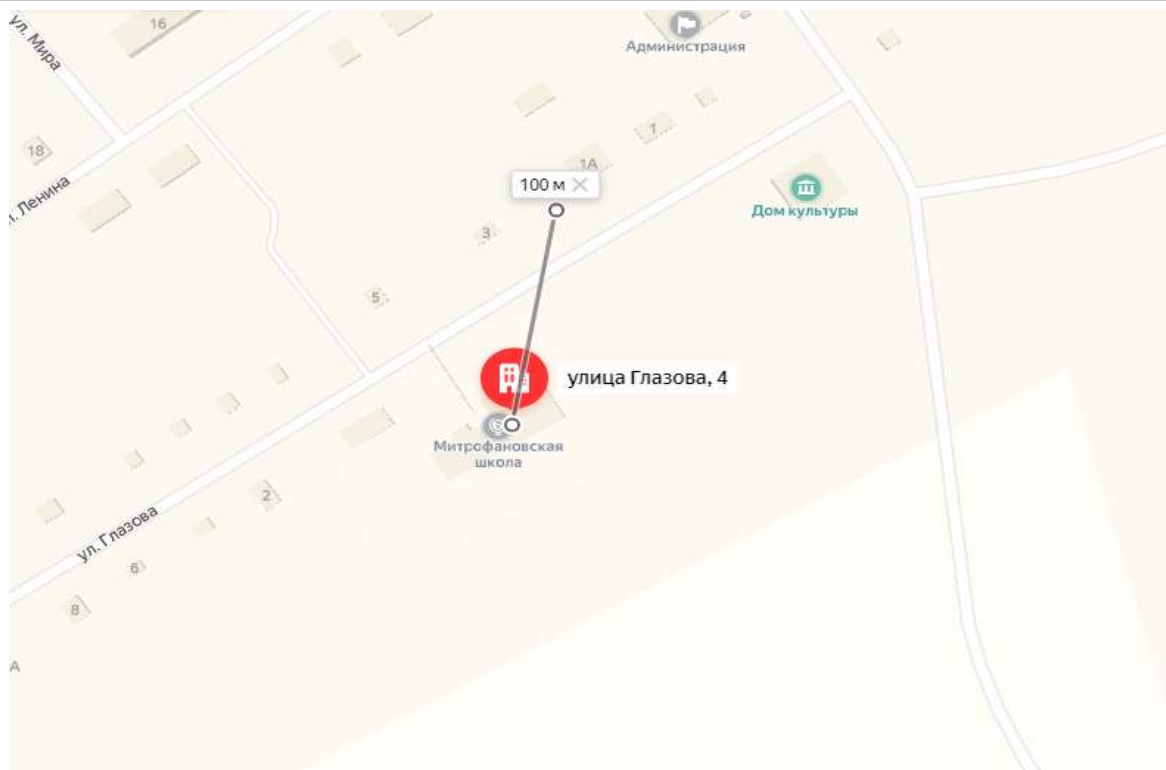 ул. Мира
16
Администрация
18
1
1А
л. Ленина
100 м
Дом культуры
3
5
улица Глазова, 4
Митрофановская
школа
2
ул. Глазова
6
8
А